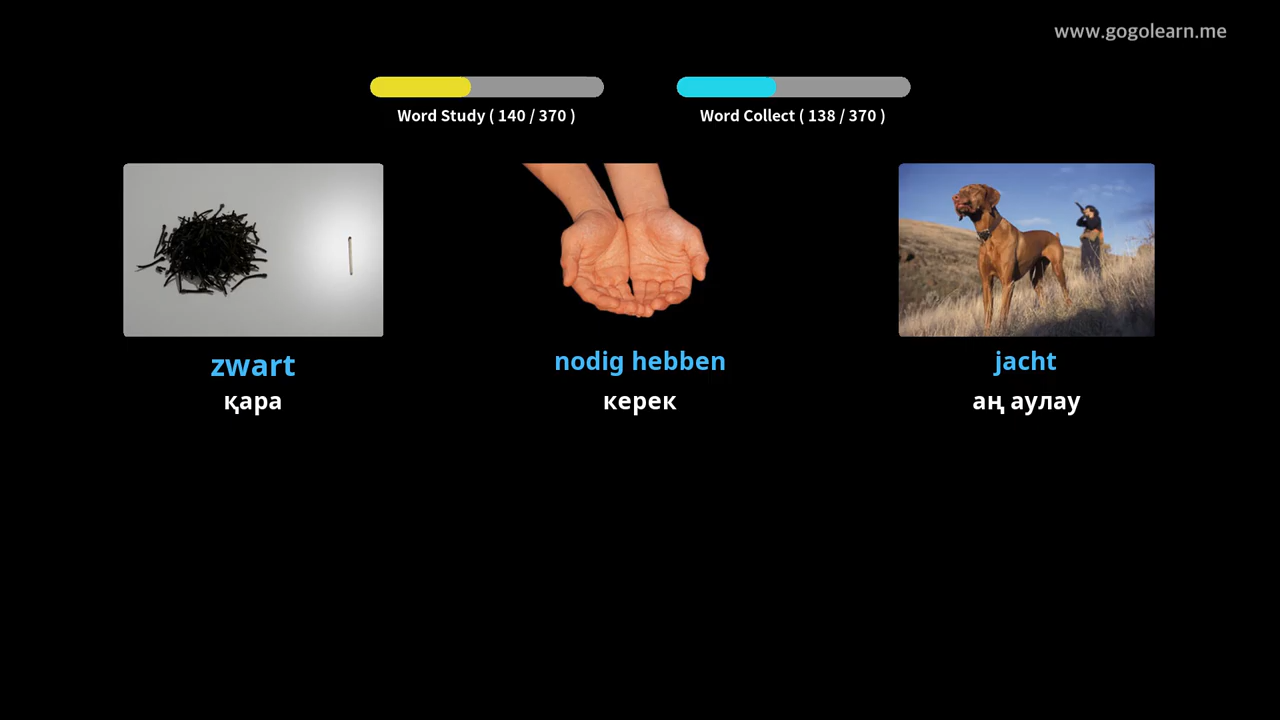 www.gogolearn.me
Word Study ( 140 / 370 )
Word Collect ( 138 / 370 )
zwart
қара
nodig hebben
керек
jacht
аң аулау